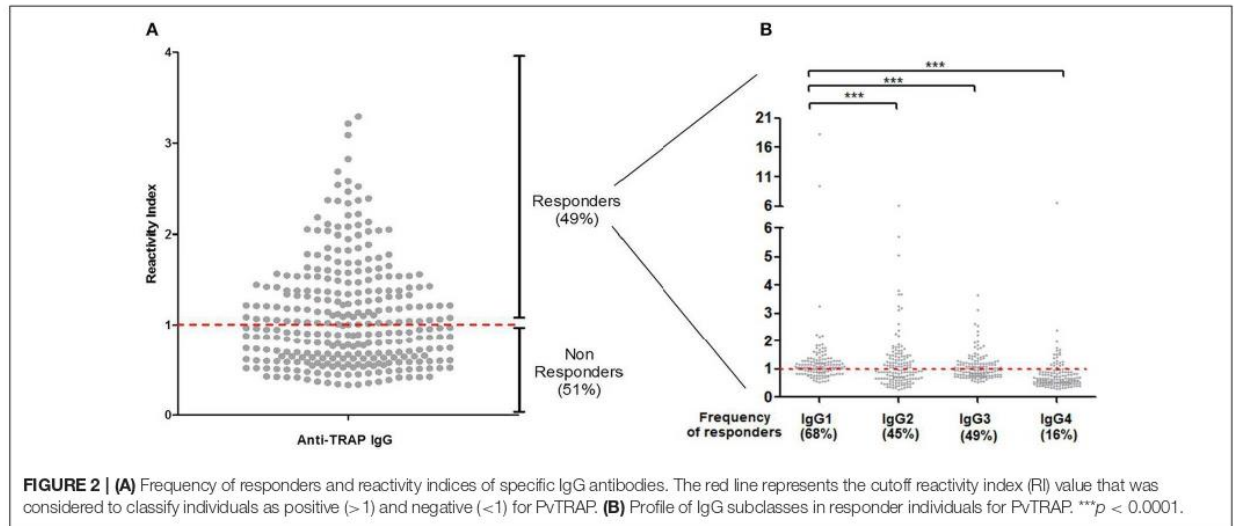 A
4
3
2
1
0
Reactivity Index
Anti-TRAP IgG
Responders
(49%)
Non
Responders
(51%)
B
***
***
***
21
16
11
6
6
5
4
3
2
1
0
Frequency
of responders
IgG1
(68%)
IgG2
(45%)
IgG3
(49%)
IgG4
(16%)
FIGURE 2 | (A) Frequency of responders and reactivity indices of specific IgG antibodies. The red line represents the cutoff reactivity index (RI) value that was
considered to classify individuals as positive (>1) and negative (<1) for PvTRAP. (B) Profile of IgG subclasses in responder individuals for PvTRAP. ***p < 0.0001.